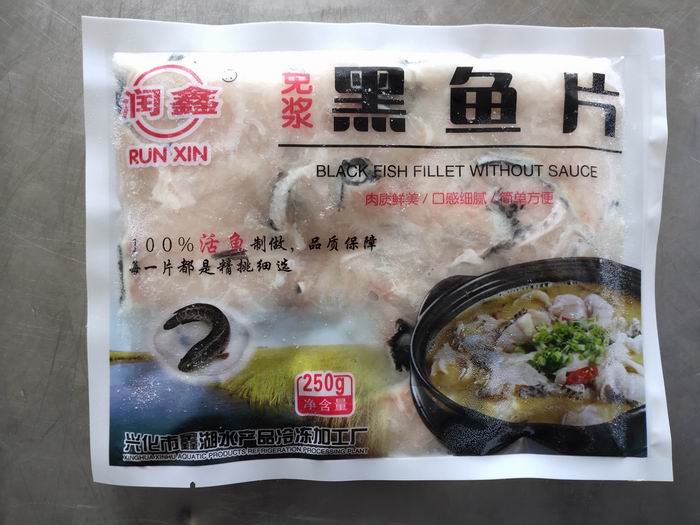 润鑫
RUN XIN
免浆
黑鱼片
BLACK FISH FILLET WITHOUT SAUCE
肉质鲜美/口感细腻/简单方便
100%活鱼制做，品质保障
每一片都是精挑细选
250g
净含量
兴化市鑫湖水产品冷冻加工厂
XINGHUA XINHU AQUATIC PRODUCTS REFRIGERATION PROCESSING PLANT